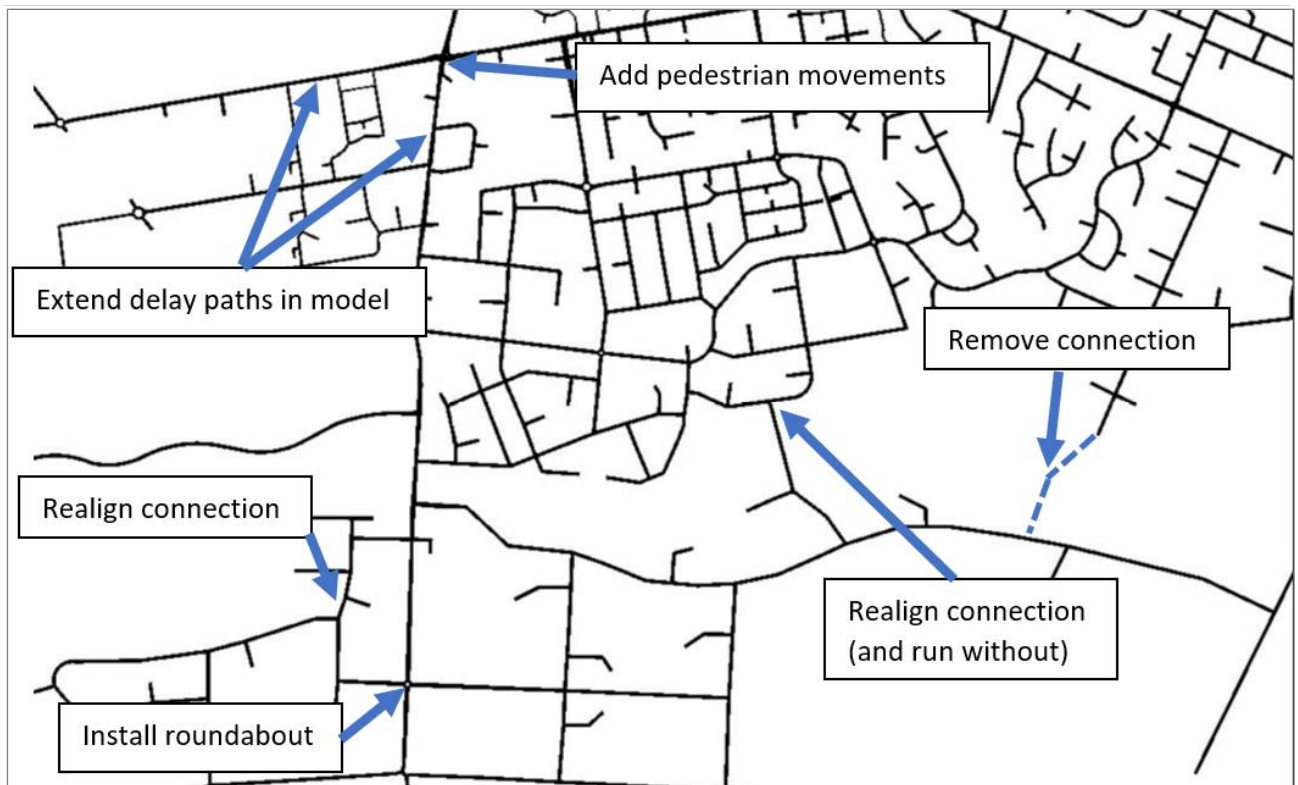 Add pedestrian movements
Extend delay paths in model
Remove connection
Realign connection
Realign connection
(and run without)
Install roundabout